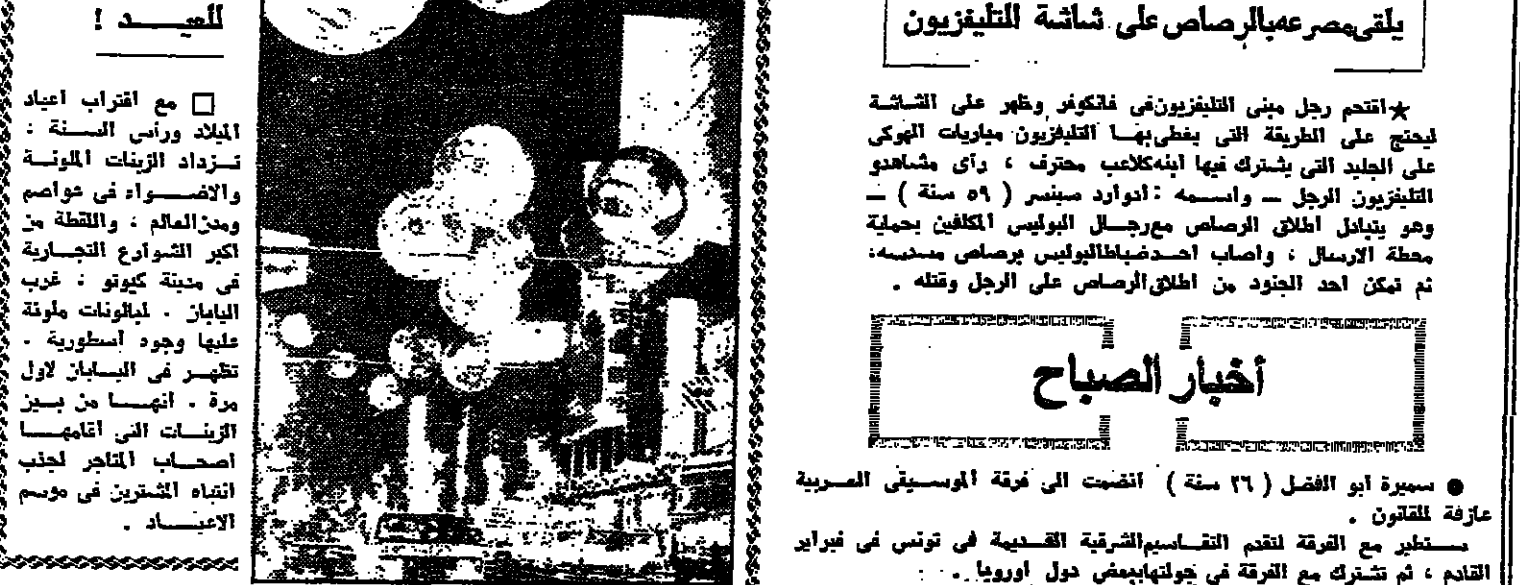 يلقى مصرعه بالرصاص على شاشة التليفزيون
★ اقتحم رجل مبنى التليفزيون فى فانكوفر وظهر على الشاشة
ليحتج على الطريقة التى يغطى بها التليفزيون مباريات الهوكى
على الجليد التى يشترك فيها ابنه كلاعب محترف ، رأى مشاهدو
التليفزيون الرجل — واسمه : ادوارد سبنسر ( ٥٩ سنة ) —
وهو يتبادل اطلاق الرصاص مع رجال البوليس المكلفين بحماية
محطة الارسال ، واصاب احد ضباط البوليس برصاص مسدسه ،
ثم تمكن احد الجنود من اطلاق الرصاص على الرجل وقتله .
أخبار الصباح
● سميرة ابو الفضل ( ٢٦ سنة ) انضمت الى فرقة الموسيقى العربية
عازفة للقانون .
ستطير مع الفرقة لتقدم التقاسيم الشرقية القديمة فى تونس فى فبراير
القادم ، ثم تشترك مع الفرقة فى جولتها ببعض دول اوروبا .
للعيد !
□ مع اقتراب اعياد
الميلاد ورأس السنة :
تزداد الزينات الملونة
والاضواء فى عواصم
ومدن العالم ، واللقطة من
اكبر الشوارع التجارية
فى مدينة كيوتو : غرب
اليابان . لبالونات ملونة
عليها وجوه أسطورية .
تظهر فى اليابان لاول
مرة . انها من بين
الزينات التى أقامها
اصحاب المتاجر لجذب
انتباه المشترين فى موسم
الاعياد .